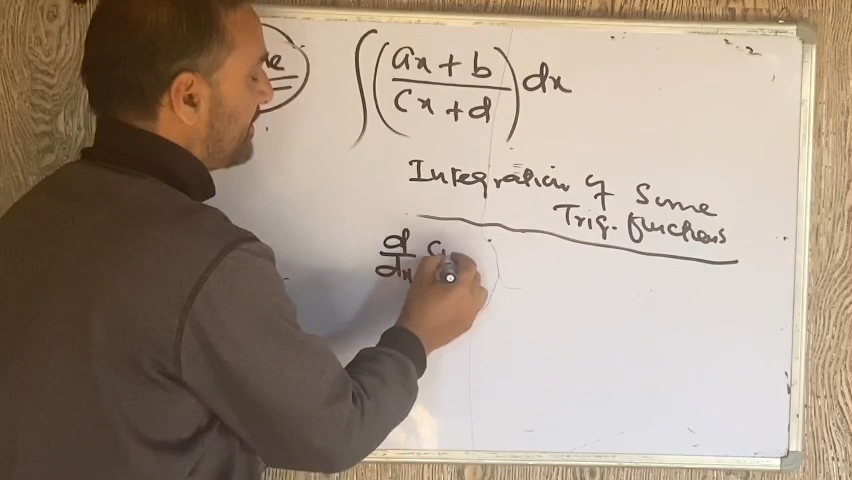 ∫(ax + b / cx + d) dx
Integration of Some
Trig. functions
d/dx